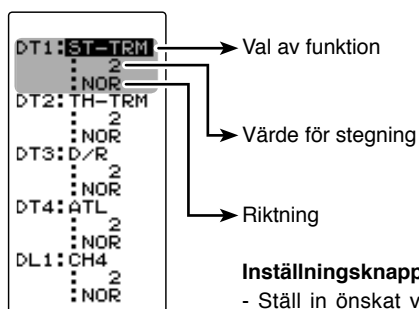 DT1:ST-TRM
: 2
:NOR
DT2:TH-TRM
: 2
:NOR
DT3:D/R
: 2
:NOR
DT4:ATL
: 2
:NOR
DL1:CH4
: 2
:NOR
Val av funktion
Värde för stegning
Riktning
Inställningsknapp
- Ställ in önskat v